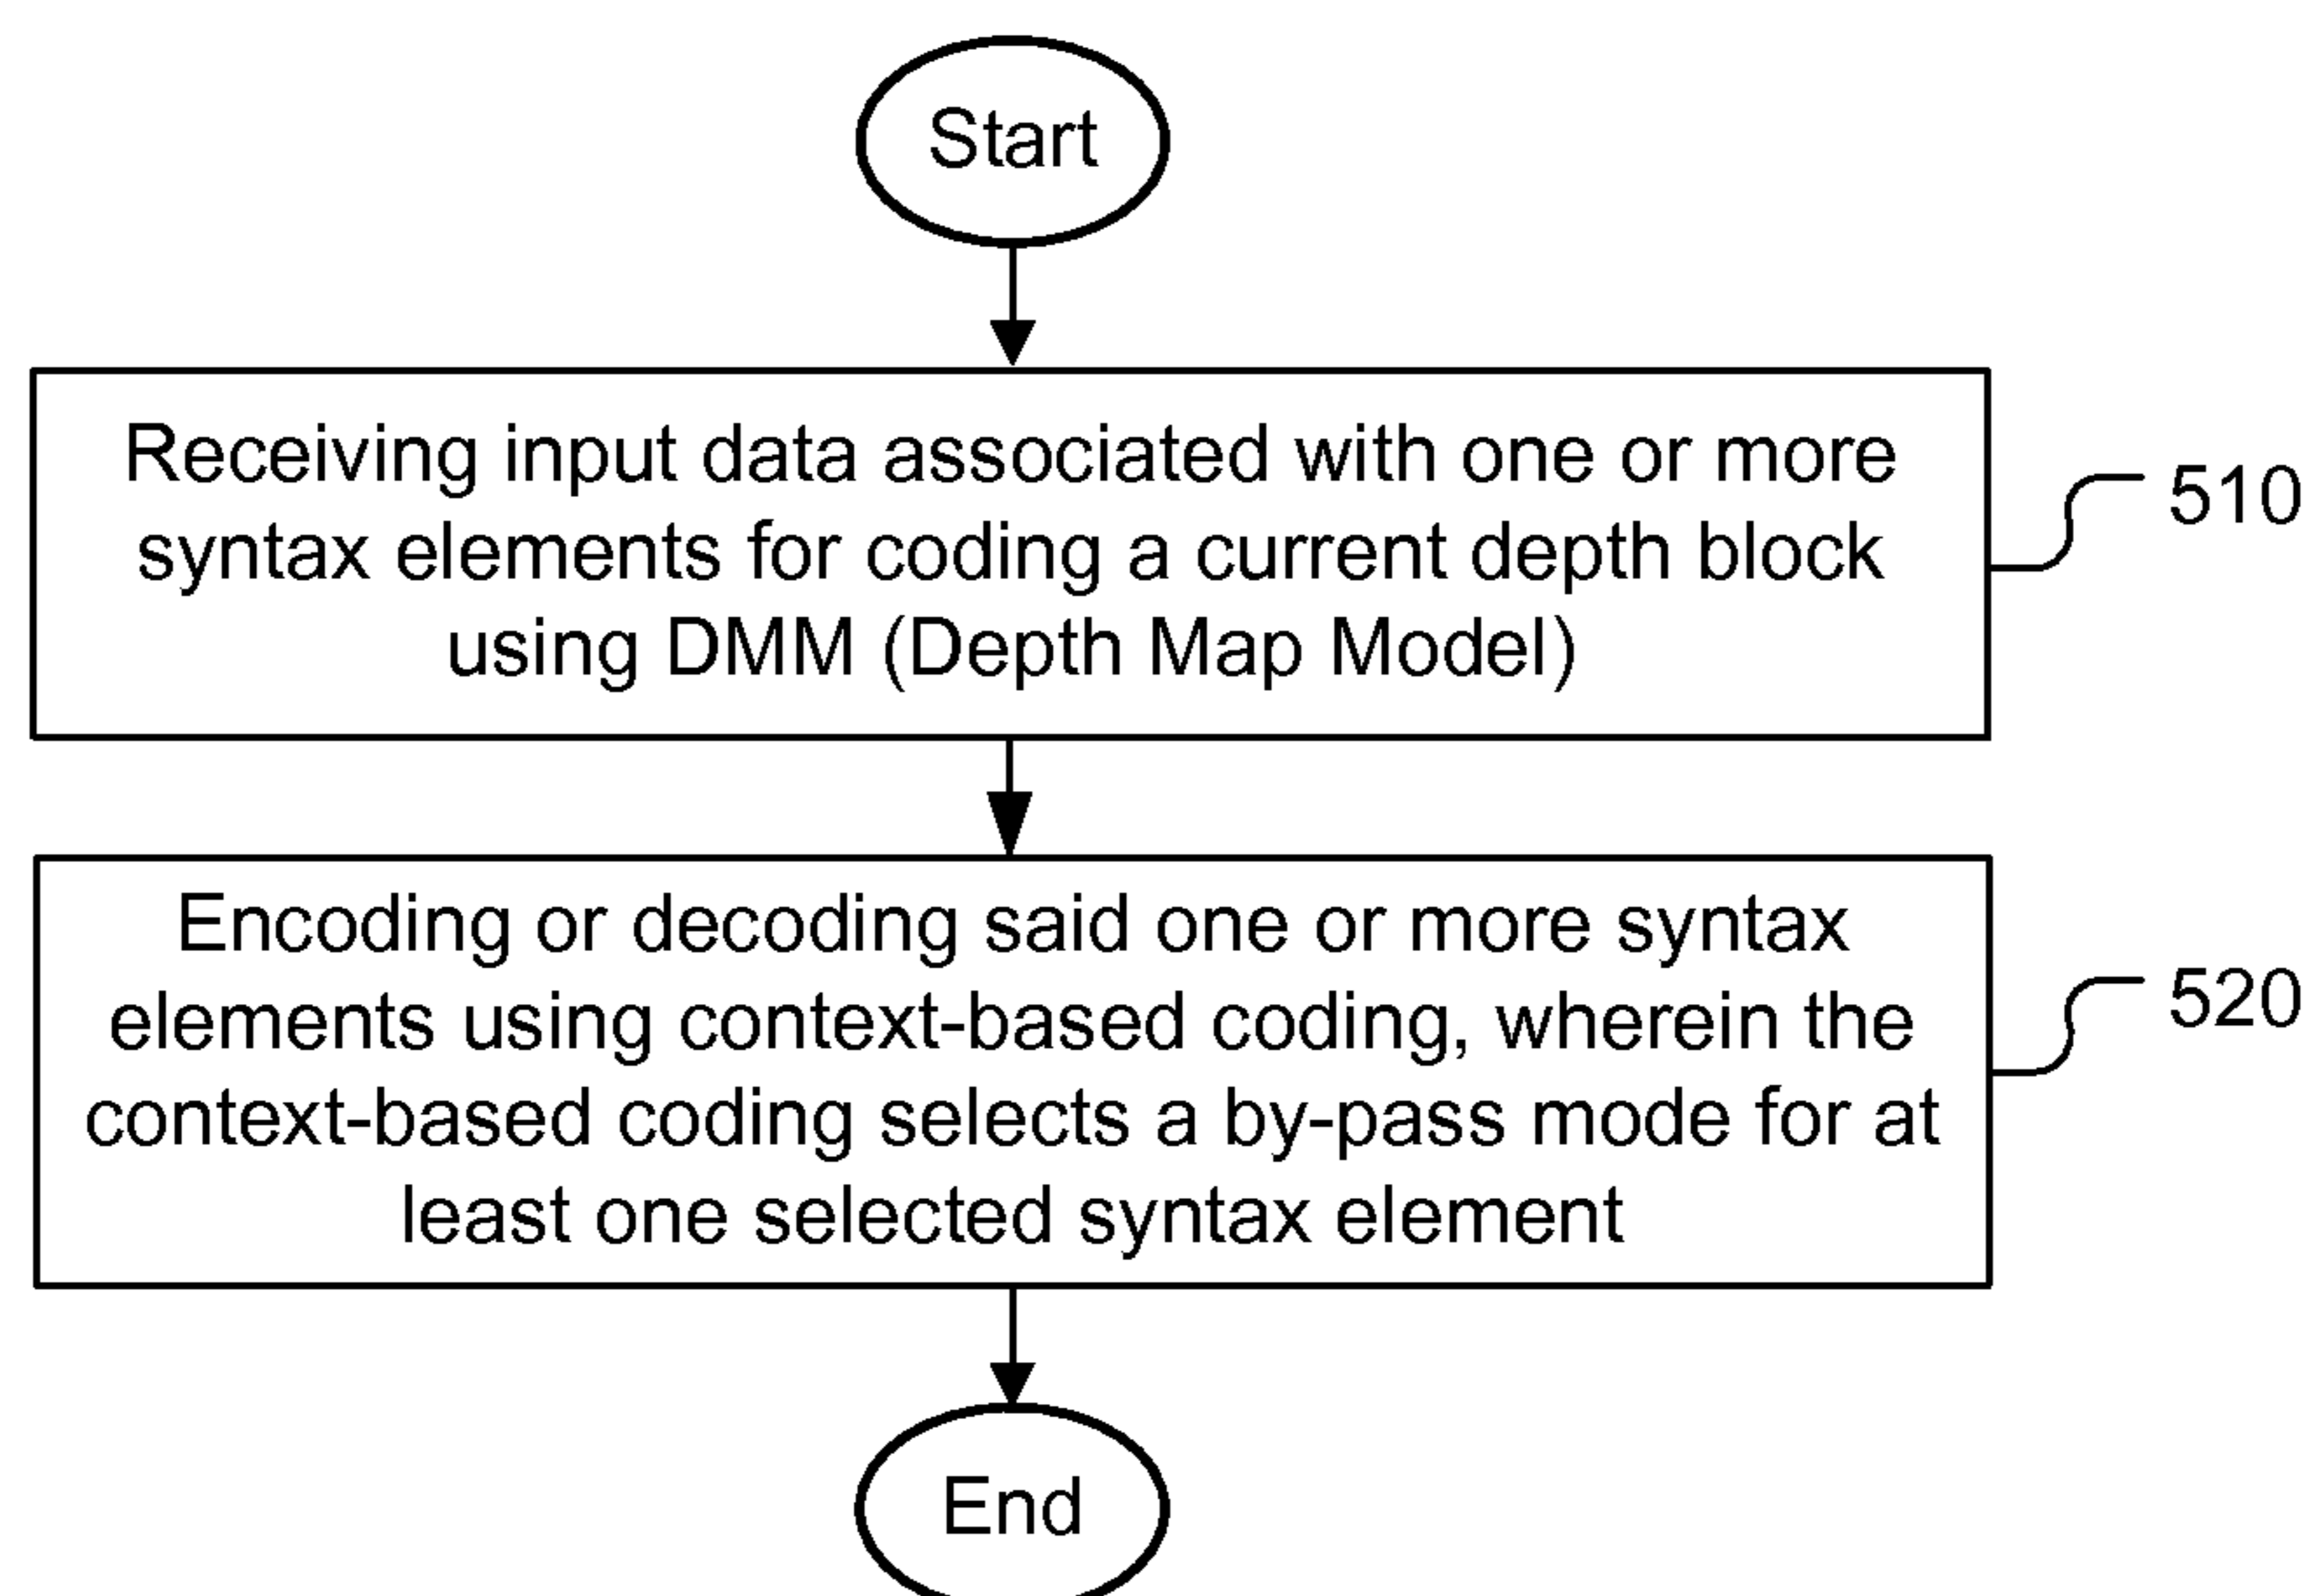 Start
Receiving input data associated with one or more
syntax elements for coding a current depth block
using DMM (Depth Map Model)
510
Encoding or decoding said one or more syntax
elements using context-based coding, wherein the
context-based coding selects a by-pass mode for at
least one selected syntax element
520
End